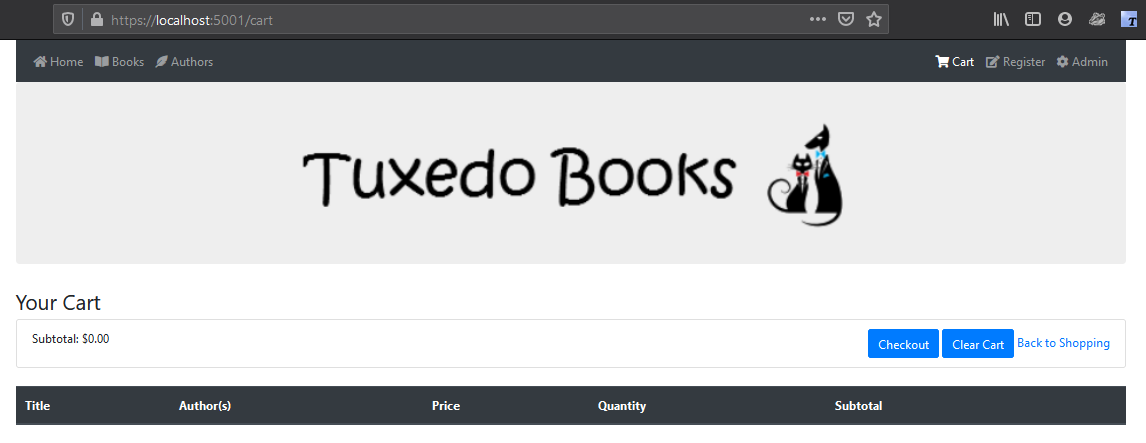 https://localhost:5001/cart
Home Books Authors Cart Register Admin
Tuxedo Books
Your Cart
Subtotal: $0.00 Checkout Clear Cart Back to Shopping
Title Author(s) Price Quantity Subtotal